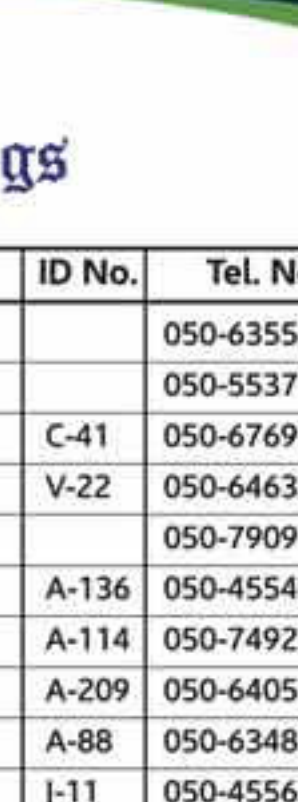 gs
ID No. Tel. N
050-6355
050-5537
C-41 050-6769
V-22 050-6463
050-7909
A-136 050-4554
A-114 050-7492
A-209 050-6405
A-88 050-6348
J-11 050-4556